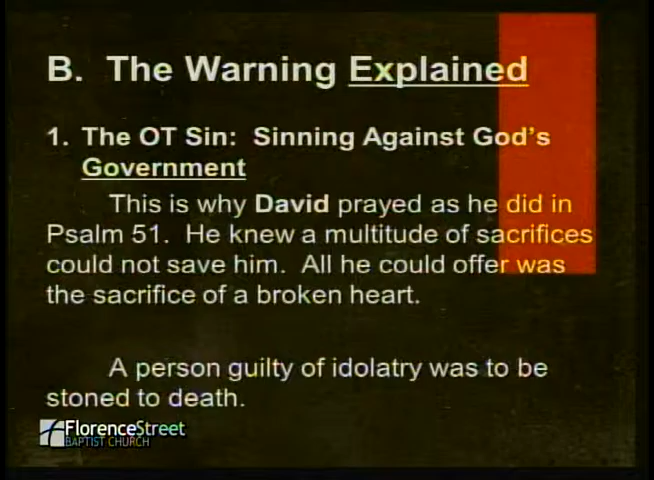 B. The Warning Explained
1. The OT Sin: Sinning Against God's
Government
This is why David prayed as he did in
Psalm 51. He knew a multitude of sacrifices
could not save him. All he could offer was
the sacrifice of a broken heart.
A person guilty of idolatry was to be
stoned to death.
FlorenceStreet
BAPTIST CHURCH